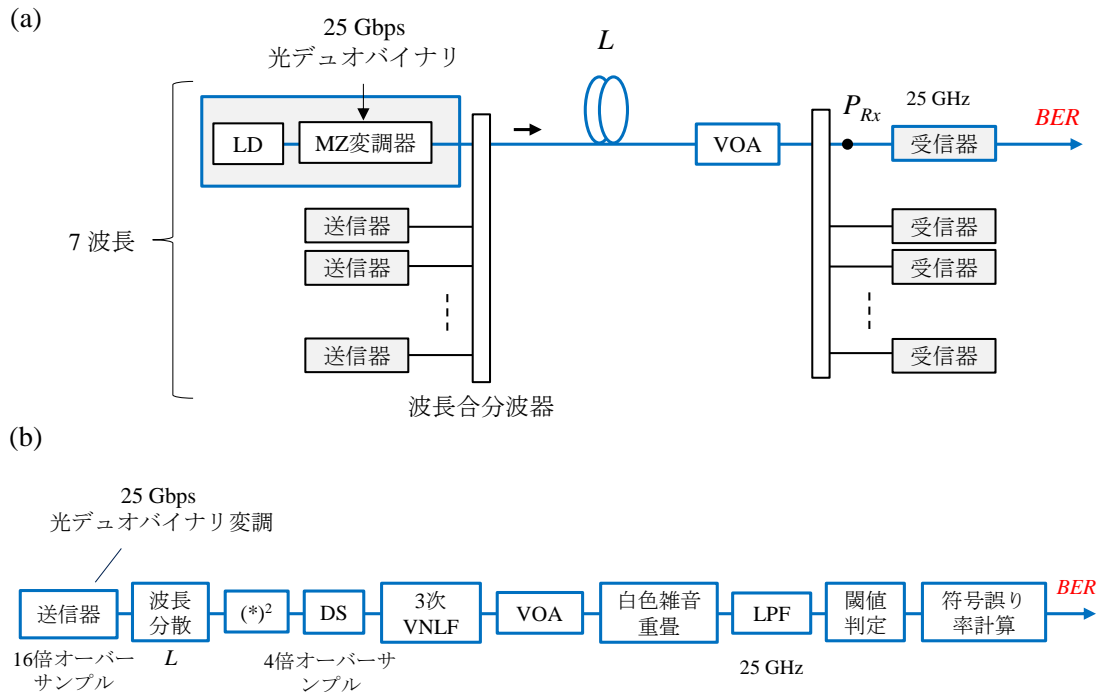 (a)
25 Gbps
光デュオバイナリ
L
P_Rx
25 GHz
BER
LD
MZ変調器
VOA
受信器
7 波長
送信器
受信器
送信器
受信器
送信器
受信器
波長合分波器
(b)
25 Gbps
光デュオバイナリ変調
送信器
波長
分散
(*)²
DS
3次
VNLF
VOA
白色雑音
重畳
LPF
閾値
判定
符号誤り
率計算
BER
16倍オーバー
サンプル
L
4倍オーバーサ
ンプル
25 GHz